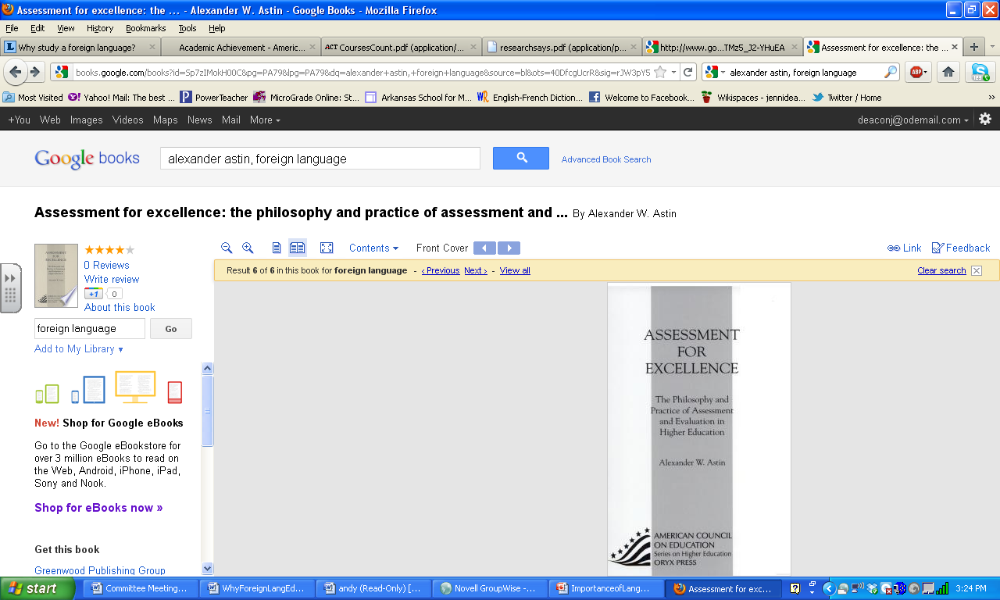 Assessment for excellence: the ... - Alexander W. Astin - Google Books - Mozilla Firefox
File Edit View History Bookmarks Tools Help
Why study a foreign language? Academic Achievement - Americ... CoursesCount.pdf (application/... researchsays.pdf (application/p... http://www.go...TMz5_J2-YHuEA Assessment for excellence: the ...
books.google.com/books?id=Sp7zIMokH00C&pg=PA79&lpg=PA79&dq=alexander+astin,+foreign+language&source=bl&ots=40DfcgUcrR&sig=rJW3pY5 alexander astin, foreign language ABP
Most Visited Yahoo! Mail: The best ... PowerTeacher MicroGrade Online: St... Arkansas School for M... English-French Diction... Welcome to Facebook... Wikispaces - jennidea... Twitter / Home
+You Web Images Videos Maps News Mail More deaconj@odemail.com
Google books alexander astin, foreign language Advanced Book Search
Assessment for excellence: the philosophy and practice of assessment and ... By Alexander W. Astin
0 Reviews
Write review
+1 0
About this book
foreign language Go
Add to My Library
New! Shop for Google eBooks
Go to the Google eBookstore for
over 3 million eBooks to read on
the Web, Android, iPhone, iPad,
Sony and Nook.
Shop for eBooks now »
Get this book
Greenwood Publishing Group
Contents Front Cover Link Feedback
Result 6 of 6 in this book for foreign language - ‹ Previous Next › - View all Clear search
ASSESSMENT
FOR
EXCELLENCE
The Philosophy and
Practice of Assessment
and Evaluation in
Higher Education
Alexander W. Astin
AMERICAN COUNCIL
ON EDUCATION
Series on Higher Education
ORYX PRESS
start Committee Meeting... WhyForeignLangEd... andy (Read-Only) [... Novell GroupWise -... ImportanceofLang... Assessment for exc... 3:24 PM